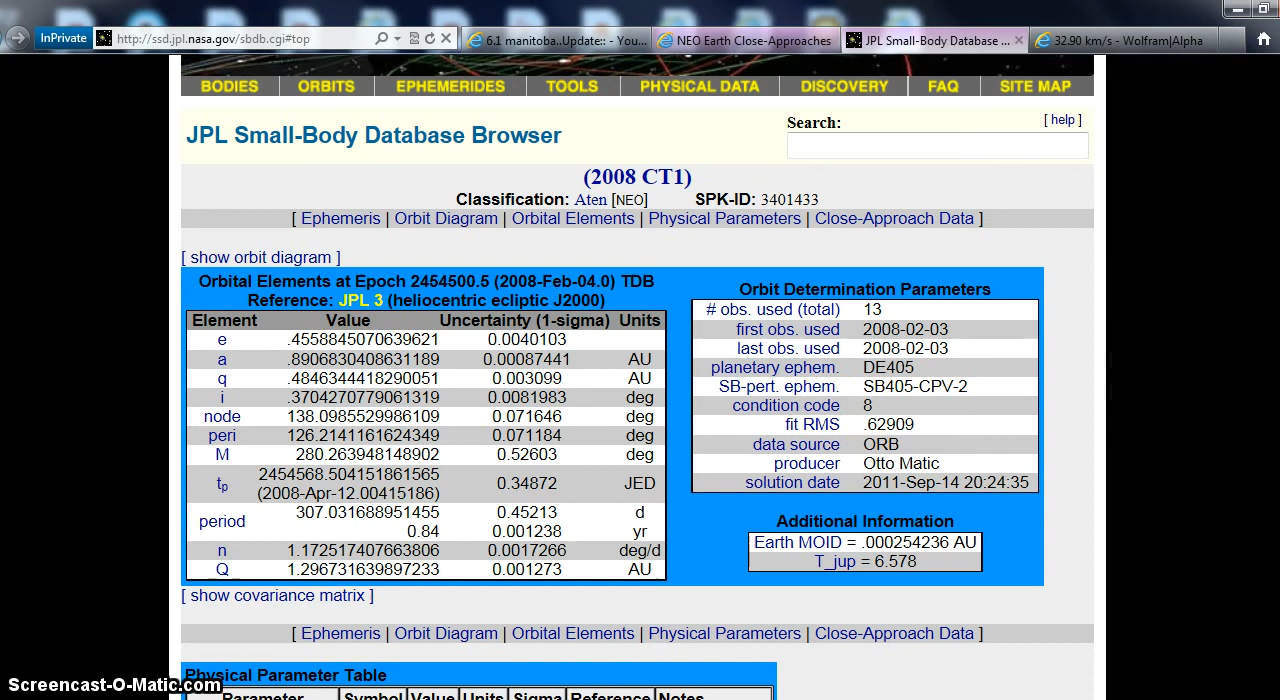 InPrivate http://ssd.jpl.nasa.gov/sbdb.cgi#top 6.1 manitoba..Update:: - You... NEO Earth Close-Approaches JPL Small-Body Database ... 32.90 km/s - Wolfram|Alpha
BODIES ORBITS EPHEMERIDES TOOLS PHYSICAL DATA DISCOVERY FAQ SITE MAP
JPL Small-Body Database Browser
Search: [ help ]
(2008 CT1)
Classification: Aten [NEO] SPK-ID: 3401433
[ Ephemeris | Orbit Diagram | Orbital Elements | Physical Parameters | Close-Approach Data ]
[ show orbit diagram ]
Orbital Elements at Epoch 2454500.5 (2008-Feb-04.0) TDB
Reference: JPL 3 (heliocentric ecliptic J2000)
Element Value Uncertainty (1-sigma) Units
e .4558845070639621 0.0040103
a .8906830408631189 0.00087441 AU
q .4846344418290051 0.003099 AU
i .3704270779061319 0.0081983 deg
node 138.0985529986109 0.071646 deg
peri 126.2141161624349 0.071184 deg
M 280.263948148902 0.52603 deg
tp 2454568.504151861565 0.34872 JED
(2008-Apr-12.00415186)
period 307.031688951455 0.45213 d
0.84 0.001238 yr
n 1.172517407663806 0.0017266 deg/d
Q 1.296731639897233 0.001273 AU
Orbit Determination Parameters
# obs. used (total) 13
first obs. used 2008-02-03
last obs. used 2008-02-03
planetary ephem. DE405
SB-pert. ephem. SB405-CPV-2
condition code 8
fit RMS .62909
data source ORB
producer Otto Matic
solution date 2011-Sep-14 20:24:35
Additional Information
Earth MOID = .000254236 AU
T_jup = 6.578
[ show covariance matrix ]
[ Ephemeris | Orbit Diagram | Orbital Elements | Physical Parameters | Close-Approach Data ]
Physical Parameter Table
Parameter Symbol Value Units Sigma Reference Notes
Screencast-O-Matic.com